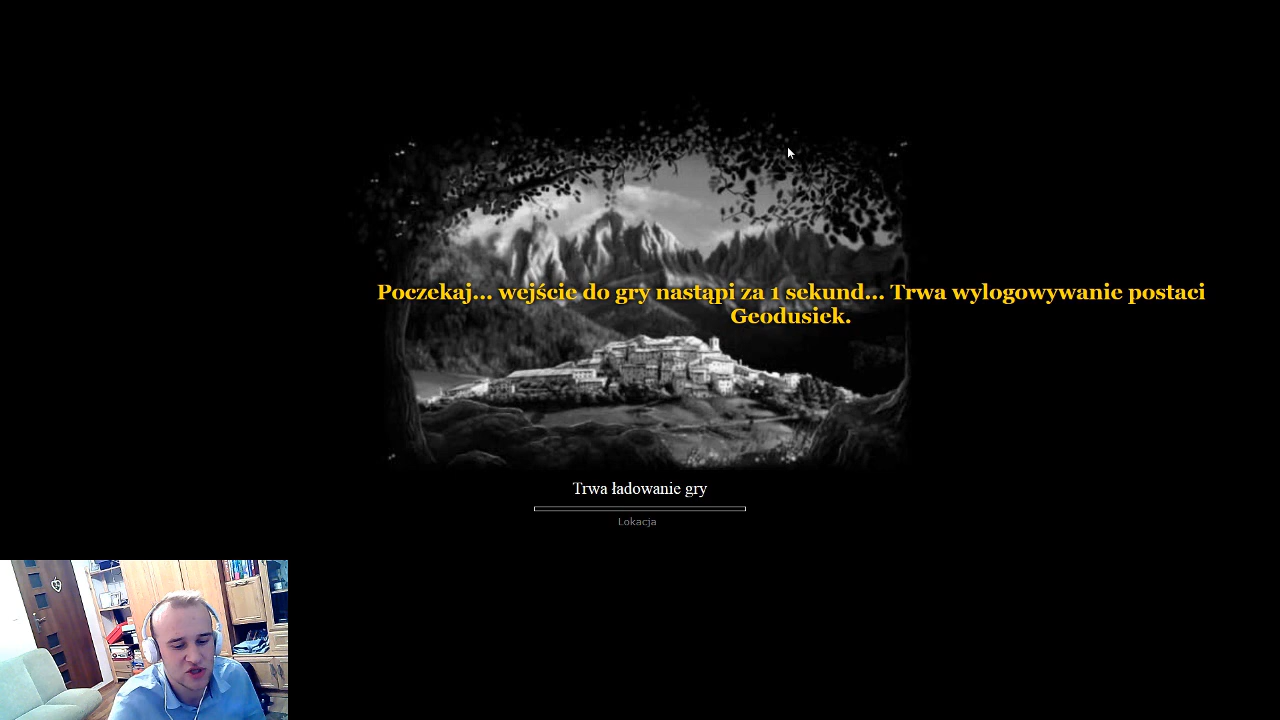 Poczekaj... wejście do gry nastąpi za 1 sekund... Trwa wylogowywanie postaci
Geodusiek.
Trwa ładowanie gry
Lokacja